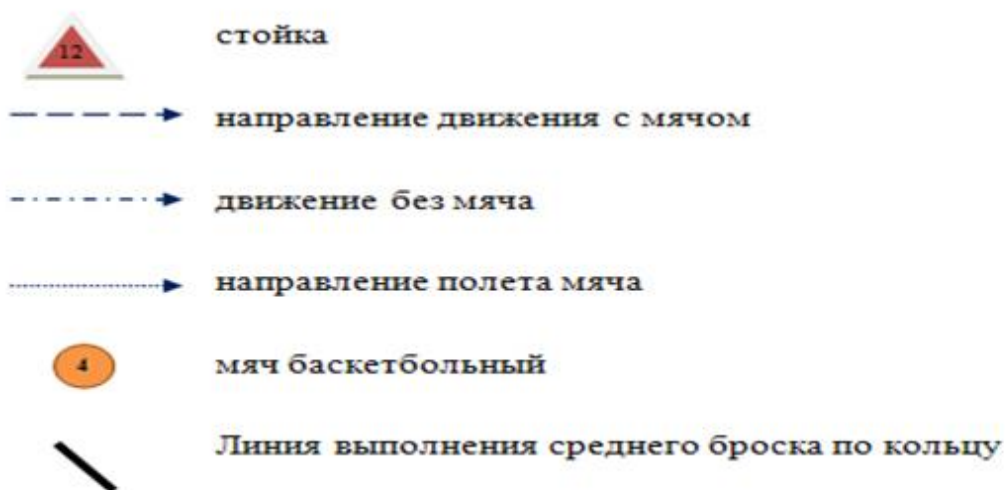 12 стойка
направление движения с мячом
движение без мяча
направление полета мяча
4 мяч баскетбольный
Линия выполнения среднего броска по кольцу